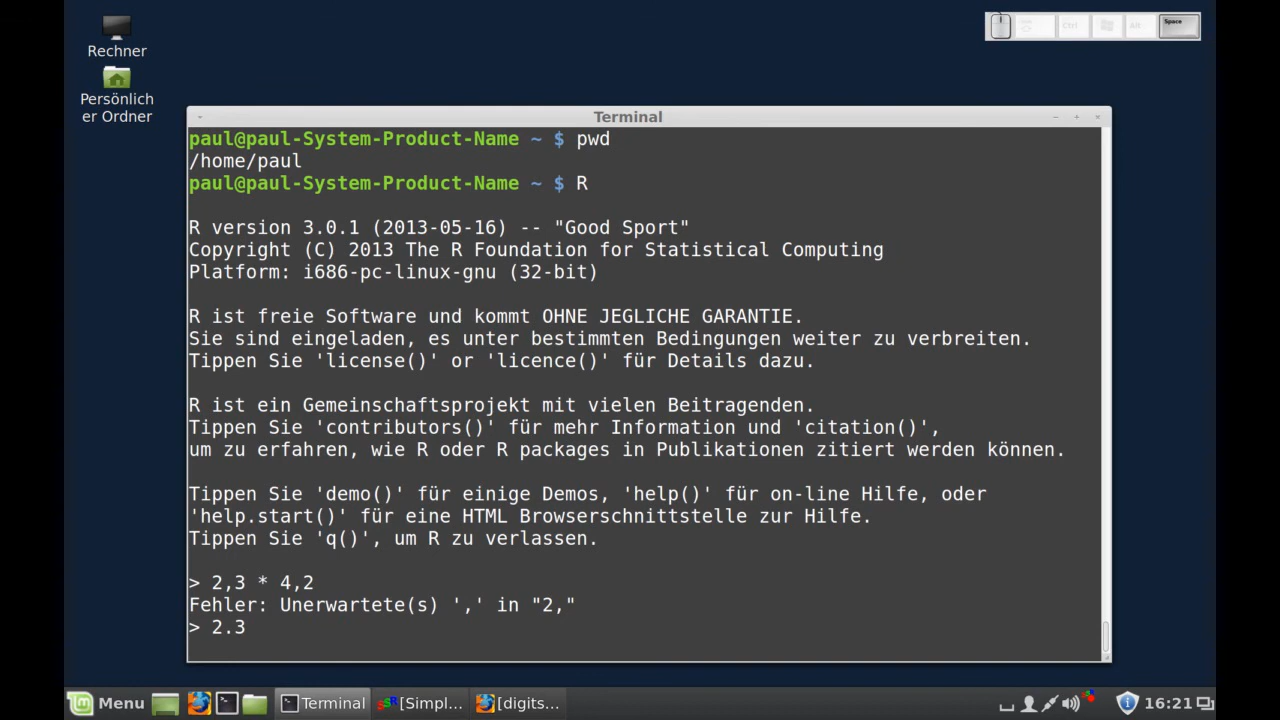 Rechner
Persönlich
er Ordner
Ctrl
Alt
Space
Terminal
paul@paul-System-Product-Name ~ $ pwd
/home/paul
paul@paul-System-Product-Name ~ $ R
R version 3.0.1 (2013-05-16) -- "Good Sport"
Copyright (C) 2013 The R Foundation for Statistical Computing
Platform: i686-pc-linux-gnu (32-bit)
R ist freie Software und kommt OHNE JEGLICHE GARANTIE.
Sie sind eingeladen, es unter bestimmten Bedingungen weiter zu verbreiten.
Tippen Sie 'license()' or 'licence()' für Details dazu.
R ist ein Gemeinschaftsprojekt mit vielen Beitragenden.
Tippen Sie 'contributors()' für mehr Information und 'citation()',
um zu erfahren, wie R oder R packages in Publikationen zitiert werden können.
Tippen Sie 'demo()' für einige Demos, 'help()' für on-line Hilfe, oder
'help.start()' für eine HTML Browserschnittstelle zur Hilfe.
Tippen Sie 'q()', um R zu verlassen.
> 2,3 * 4,2
Fehler: Unerwartete(s) ',' in "2,"
> 2.3
Menu
Terminal
[Simpl...
[digits...
16:21